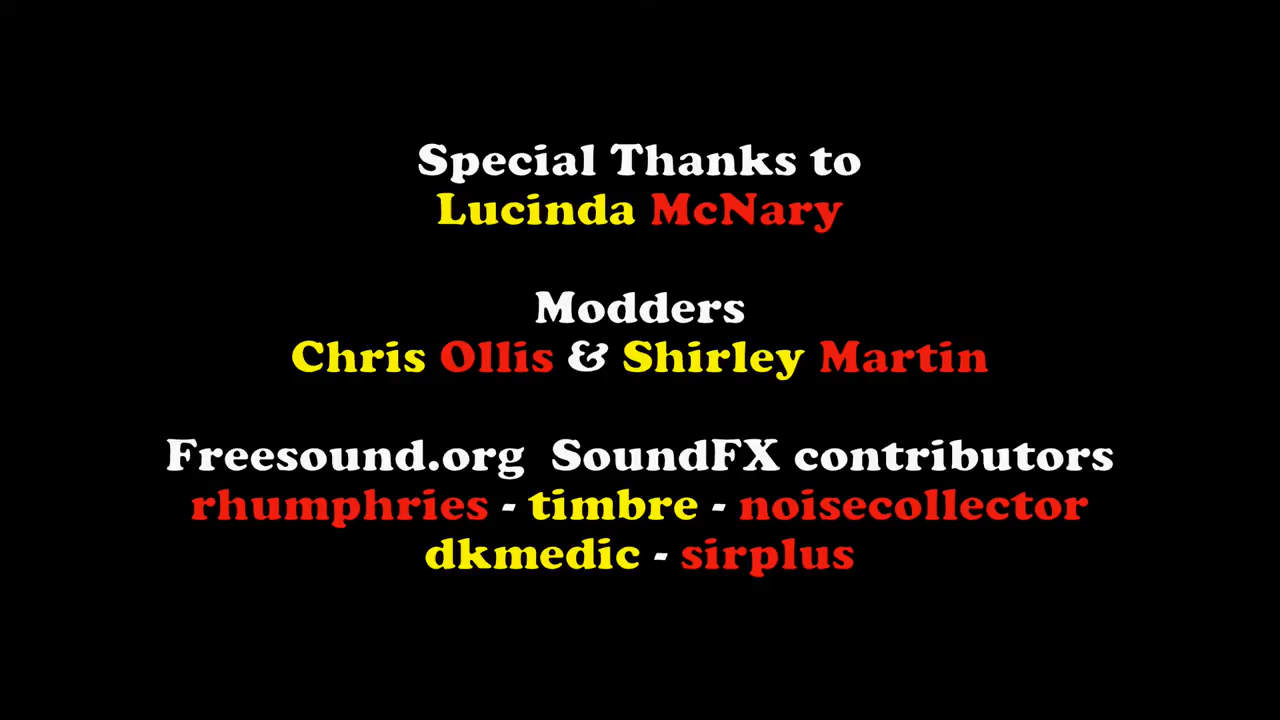 Special Thanks to
Lucinda McNary
Modders
Chris Ollis & Shirley Martin
Freesound.org SoundFX contributors
rhumphries - timbre - noisecollector
dkmedic - sirplus